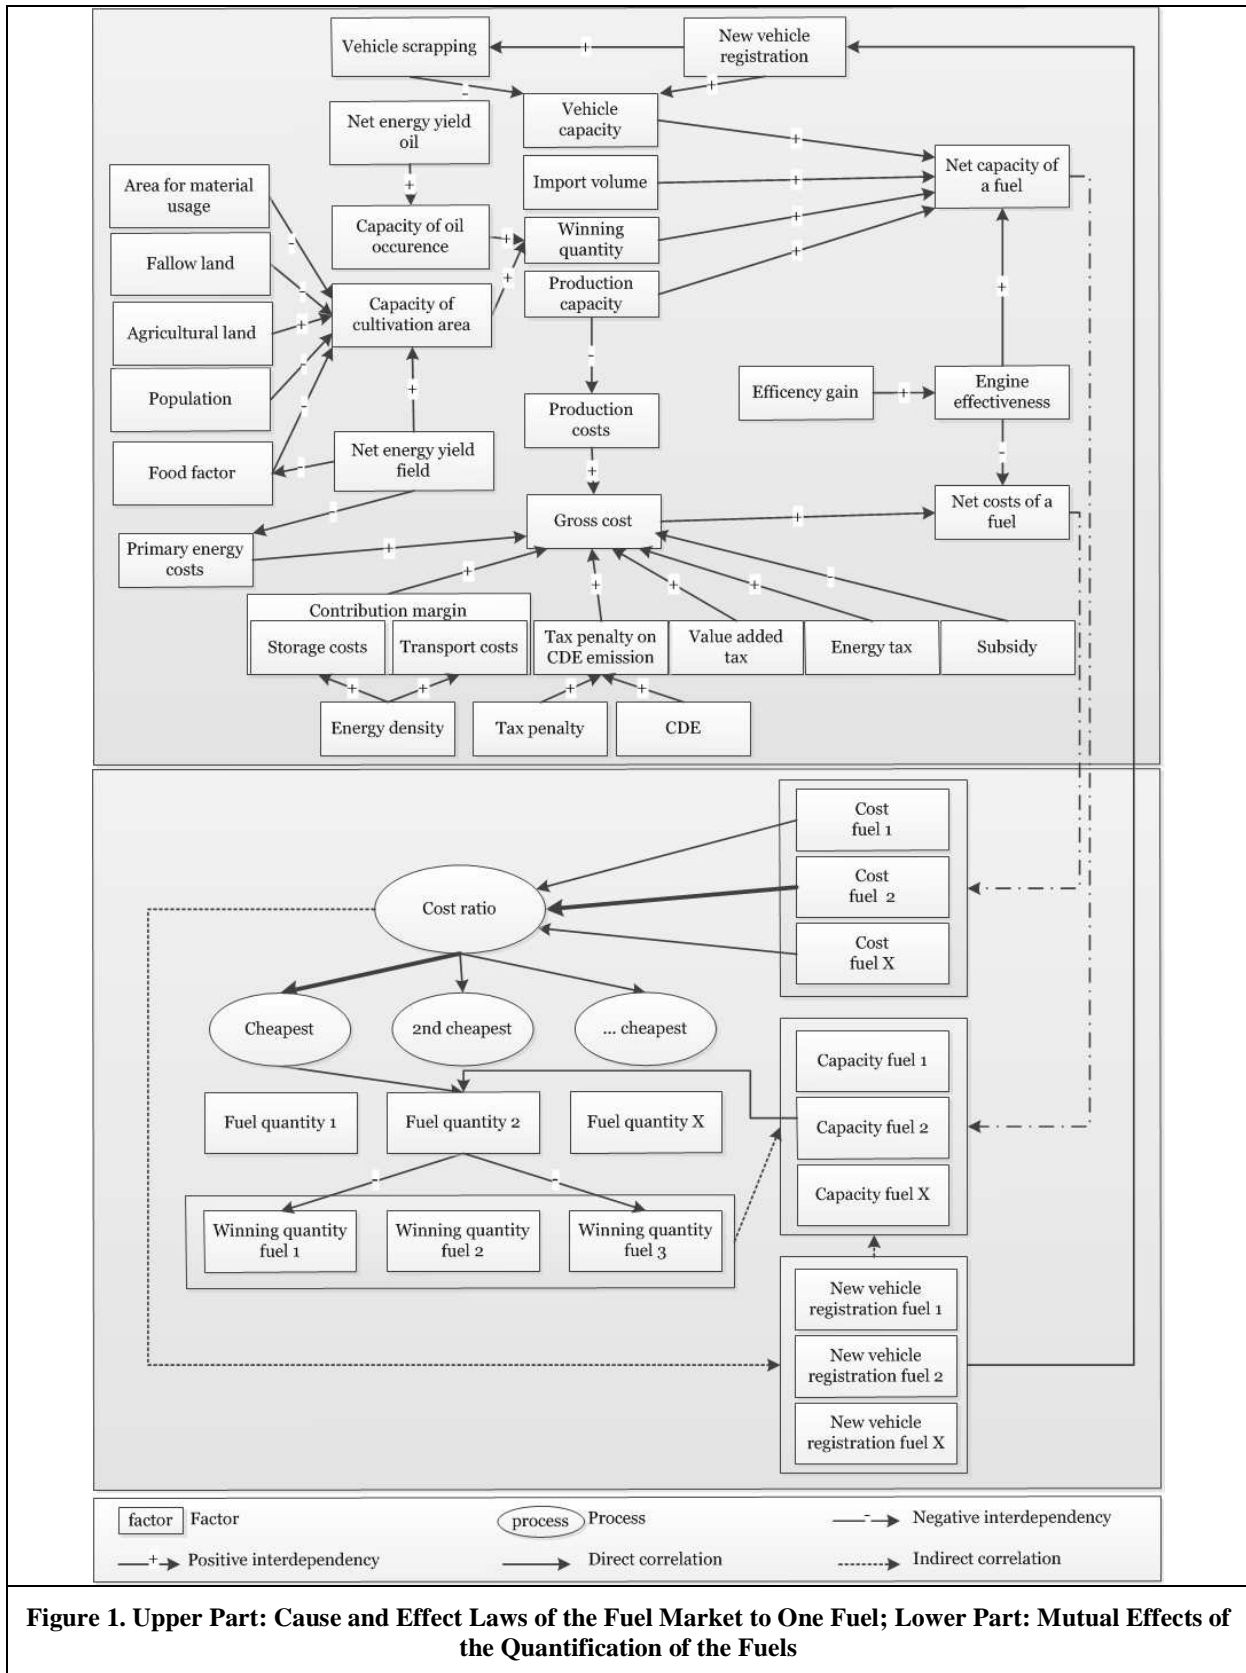 Vehicle scrapping
+
New vehicle
registration
-
+
Net energy yield
oil
Vehicle
capacity
+
Net capacity of
a fuel
Area for material
usage
+
Import volume
+
Capacity of oil
occurence
+
Winning
quantity
+
-
Fallow land
-
+
Production
capacity
+
Capacity of
cultivation area
+
Agricultural land
+
-
-
Population
-
+
+
Efficency gain
+
Engine
effectiveness
Production
costs
Food factor
-
Net energy yield
field
+
-
Gross cost
+
Net costs of a
fuel
-
Primary energy
costs
+
+
+
+
+
-
Contribution margin
Storage costs
Transport costs
Tax penalty on
CDE emission
Value added
tax
Energy tax
Subsidy
+
+
+
+
Energy density
Tax penalty
CDE
Cost
fuel 1
Cost
fuel 2
Cost
fuel X
Cost ratio
Cheapest
2nd cheapest
... cheapest
Capacity fuel 1
Capacity fuel 2
Capacity fuel X
Fuel quantity 1
Fuel quantity 2
Fuel quantity X
-
-
Winning quantity
fuel 1
Winning quantity
fuel 2
Winning quantity
fuel 3
New vehicle
registration fuel 1
New vehicle
registration fuel 2
New vehicle
registration fuel X
factor Factor
process Process
- Negative interdependency
+ Positive interdependency
Direct correlation
Indirect correlation
Figure 1. Upper Part: Cause and Effect Laws of the Fuel Market to One Fuel; Lower Part: Mutual Effects of
the Quantification of the Fuels